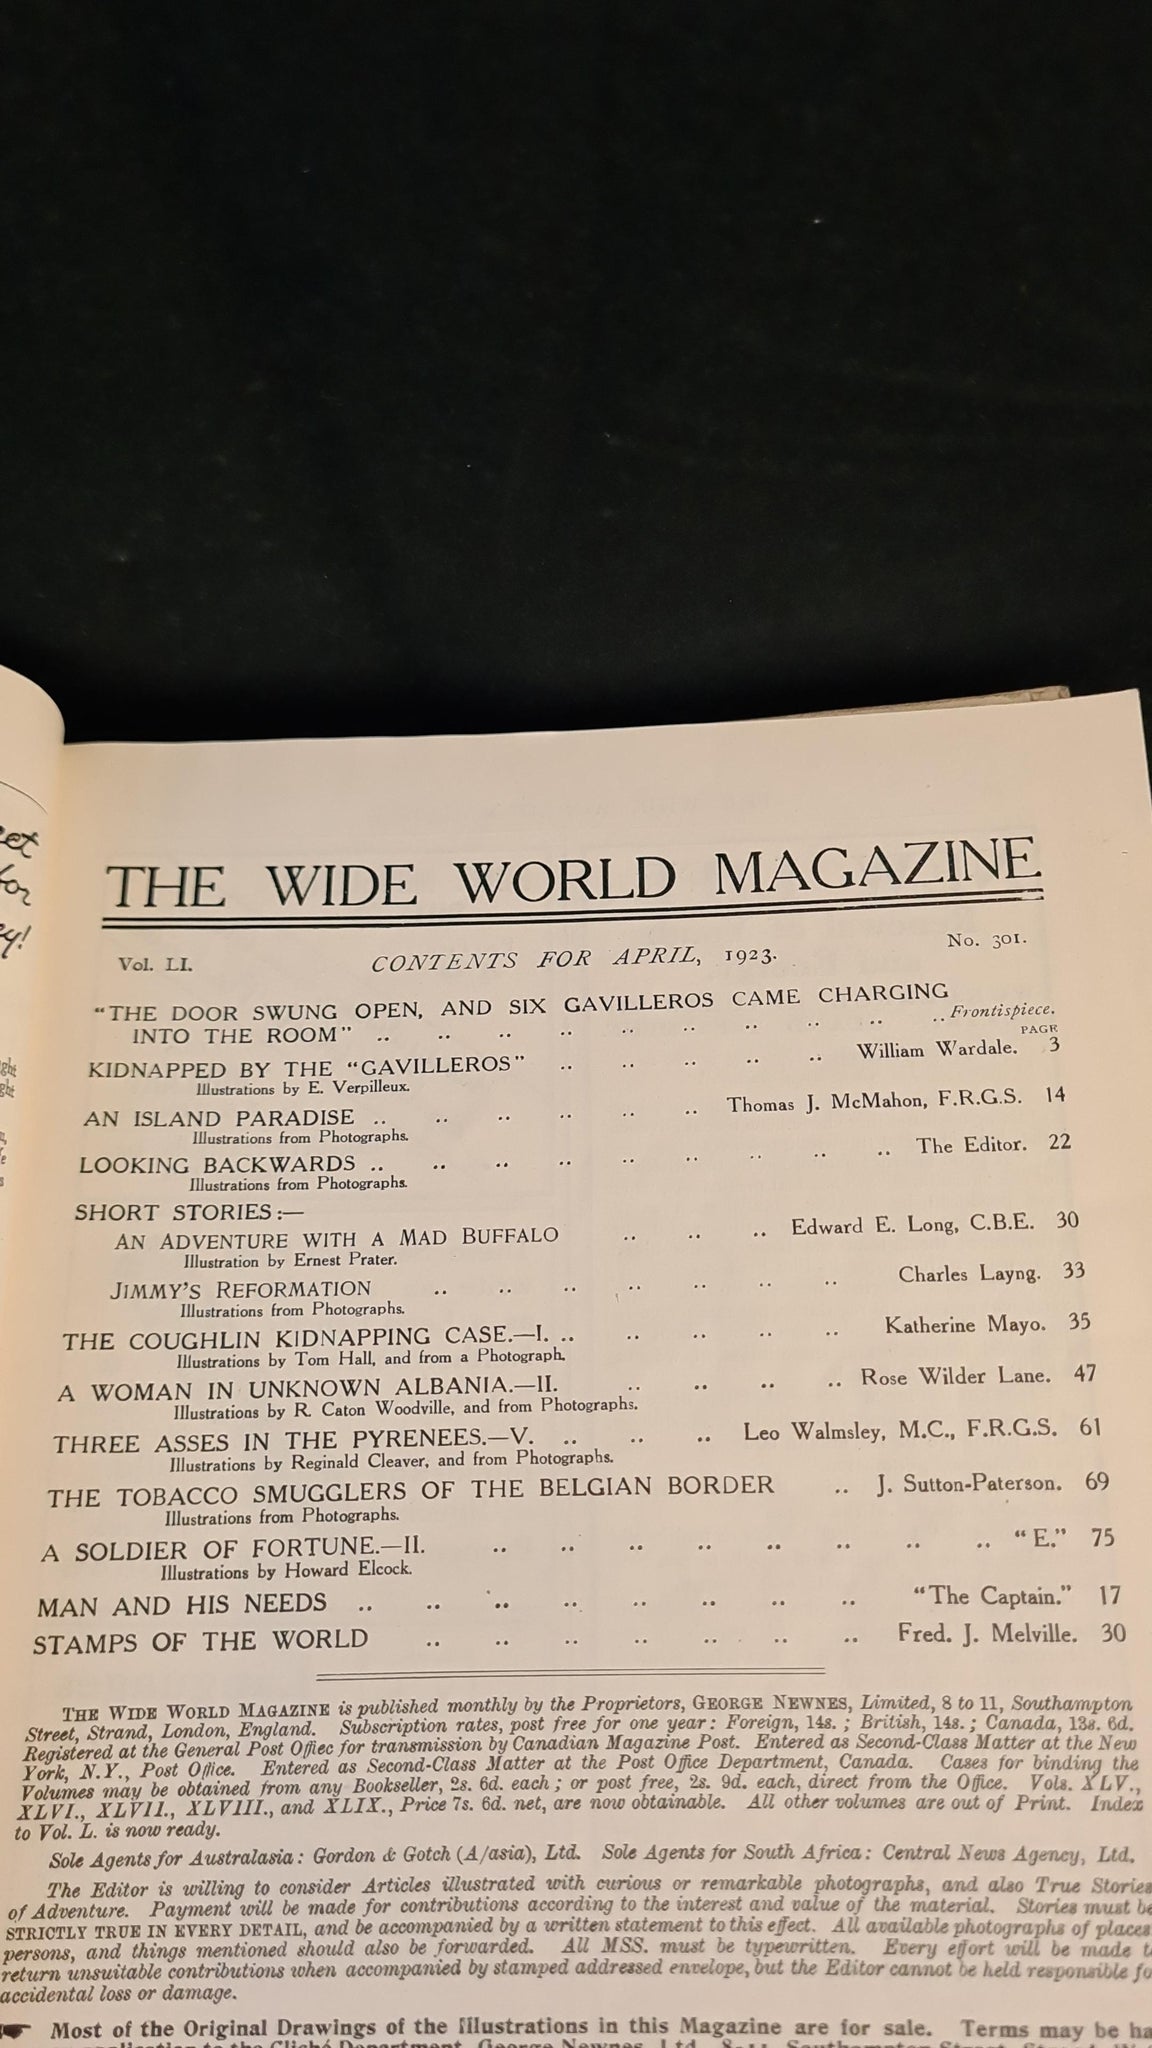 THE WIDE WORLD MAGAZINE
Vol. LI. CONTENTS FOR APRIL, 1923. No. 301.
"THE DOOR SWUNG OPEN, AND SIX GAVILLEROS CAME CHARGING
INTO THE ROOM" .. .. .. .. .. .. .. .. .. .. Frontispiece.
PAGE
KIDNAPPED BY THE "GAVILLEROS" .. .. .. .. .. William Wardale. 3
Illustrations by E. Verpilleux.
AN ISLAND PARADISE .. .. .. .. .. .. Thomas J. McMahon, F.R.G.S. 14
Illustrations from Photographs.
LOOKING BACKWARDS .. .. .. .. .. .. .. .. .. The Editor. 22
Illustrations from Photographs.
SHORT STORIES:—
AN ADVENTURE WITH A MAD BUFFALO .. .. .. Edward E. Long, C.B.E. 30
Illustration by Ernest Prater.
JIMMY'S REFORMATION .. .. .. .. .. .. .. Charles Layng. 33
Illustrations from Photographs.
THE COUGHLIN KIDNAPPING CASE.—I. .. .. .. .. .. Katherine Mayo. 35
Illustrations by Tom Hall, and from a Photograph.
A WOMAN IN UNKNOWN ALBANIA.—II. .. .. .. .. Rose Wilder Lane. 47
Illustrations by R. Caton Woodville, and from Photographs.
THREE ASSES IN THE PYRENEES.—V. .. .. .. Leo Walmsley, M.C., F.R.G.S. 61
Illustrations by Reginald Cleaver, and from Photographs.
THE TOBACCO SMUGGLERS OF THE BELGIAN BORDER .. J. Sutton-Paterson. 69
Illustrations from Photographs.
A SOLDIER OF FORTUNE.—II. .. .. .. .. .. .. .. .. "E." 75
Illustrations by Howard Elcock.
MAN AND HIS NEEDS .. .. .. .. .. .. .. .. "The Captain." 17
STAMPS OF THE WORLD .. .. .. .. .. .. .. Fred. J. Melville. 30
THE WIDE WORLD MAGAZINE is published monthly by the Proprietors, GEORGE NEWNES, Limited, 8 to 11, Southampton
Street, Strand, London, England. Subscription rates, post free for one year: Foreign, 14s.; British, 14s.; Canada, 13s. 6d.
Registered at the General Post Offiec for transmission by Canadian Magazine Post. Entered as Second-Class Matter at the New
York, N.Y., Post Office. Entered as Second-Class Matter at the Post Office Department, Canada. Cases for binding the
Volumes may be obtained from any Bookseller, 2s. 6d. each; or post free, 2s. 9d. each, direct from the Office. Vols. XLV.,
XLVI., XLVII., XLVIII., and XLIX., Price 7s. 6d. net, are now obtainable. All other volumes are out of Print. Index
to Vol. L. is now ready.
Sole Agents for Australasia: Gordon & Gotch (A/asia), Ltd. Sole Agents for South Africa: Central News Agency, Ltd.
The Editor is willing to consider Articles illustrated with curious or remarkable photographs, and also True Stories
of Adventure. Payment will be made for contributions according to the interest and value of the material. Stories must be
STRICTLY TRUE IN EVERY DETAIL, and be accompanied by a written statement to this effect. All available photographs of places
persons, and things mentioned should also be forwarded. All MSS. must be typewritten. Every effort will be made t
return unsuitable contributions when accompanied by stamped addressed envelope, but the Editor cannot be held responsible fo
accidental loss or damage.
Most of the Original Drawings of the Illustrations in this Magazine are for sale. Terms may be ha